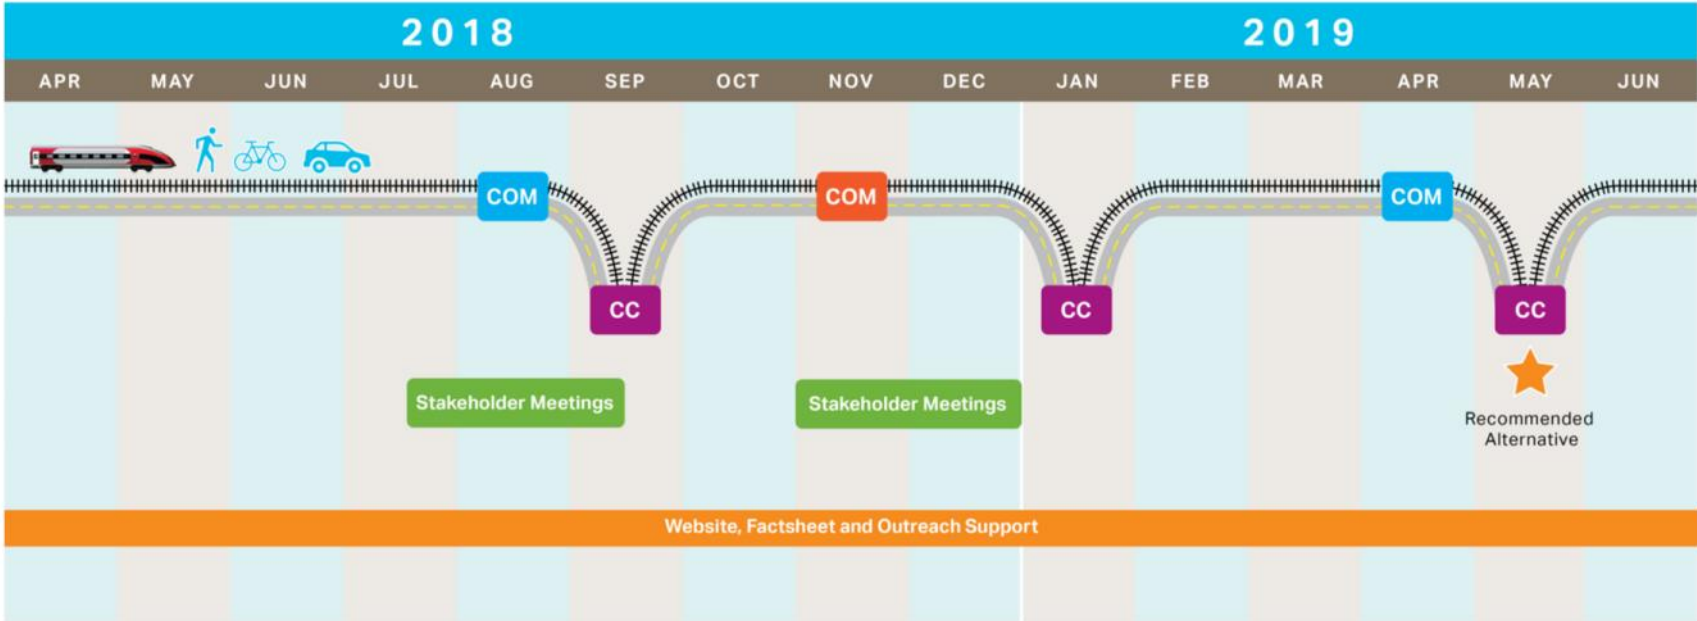 2018 2019
APR MAY JUN JUL AUG SEP OCT NOV DEC JAN FEB MAR APR MAY JUN
COM COM COM
CC CC CC
Stakeholder Meetings Stakeholder Meetings
Recommended
Alternative
Website, Factsheet and Outreach Support